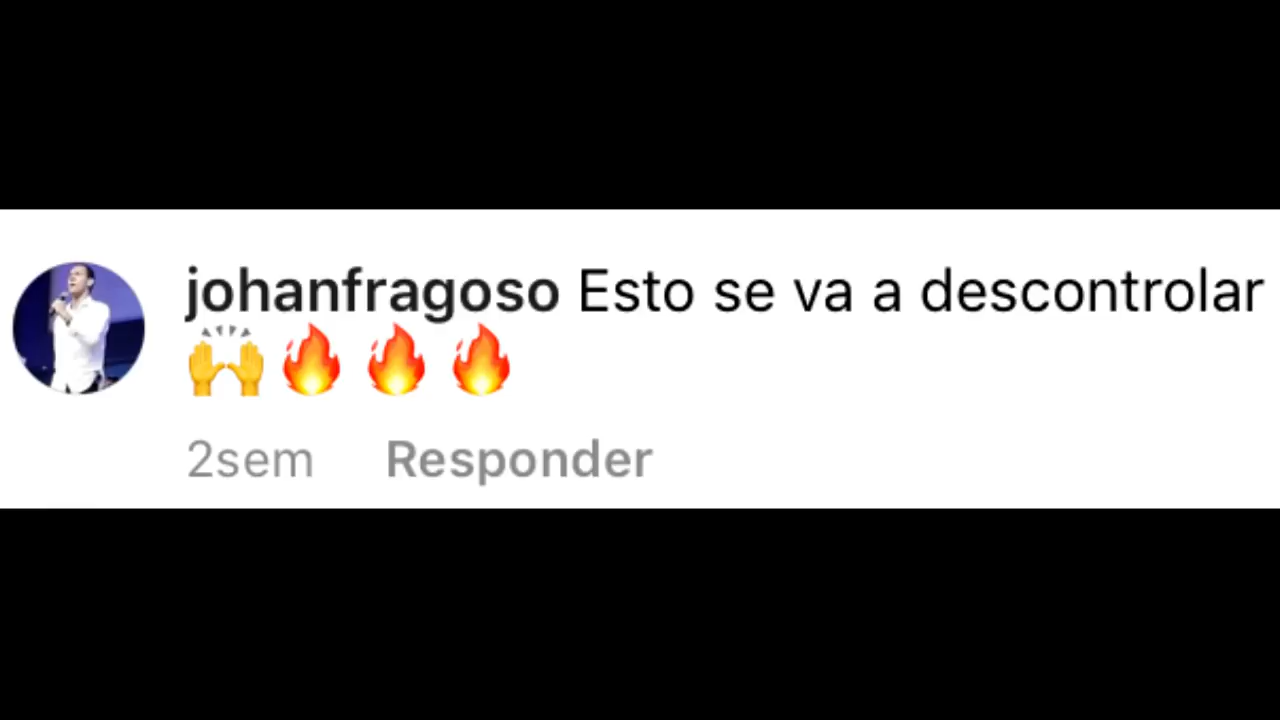 johanfragoso Esto se va a descontrolar
🙌🔥🔥🔥
2sem Responder